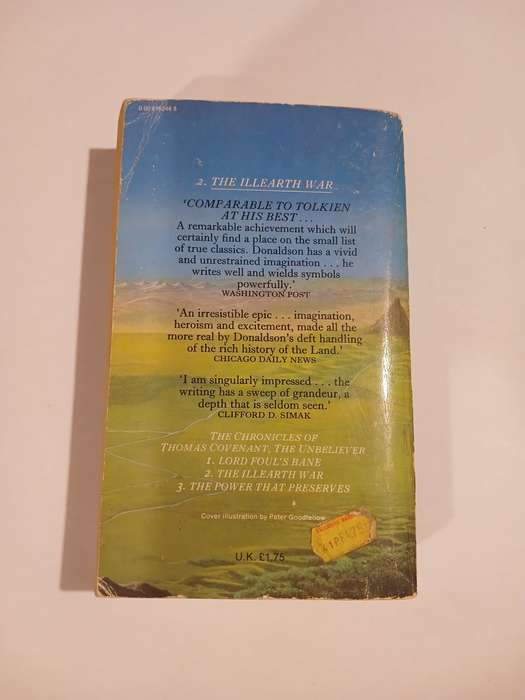 2. THE ILLEARTH WAR
'COMPARABLE TO TOLKIEN
AT HIS BEST . . .
A remarkable achievement which will
certainly find a place on the small list
of true classics. Donaldson has a vivid
and unrestrained imagination . . . he
writes well and wields symbols
powerfully.'
WASHINGTON POST
'An irresistible epic . . . imagination,
heroism and excitement, made all the
more real by Donaldson's deft handling
of the rich history of the Land.'
CHICAGO DAILY NEWS
'I am singularly impressed . . . the
writing has a sweep of grandeur, a
depth that is seldom seen.'
CLIFFORD D. SIMAK
THE CHRONICLES OF
THOMAS COVENANT, THE UNBELIEVER
1. LORD FOUL'S BANE
2. THE ILLEARTH WAR
3. THE POWER THAT PRESERVES
Cover illustration by Peter Goodfellow
U.K. £1.75